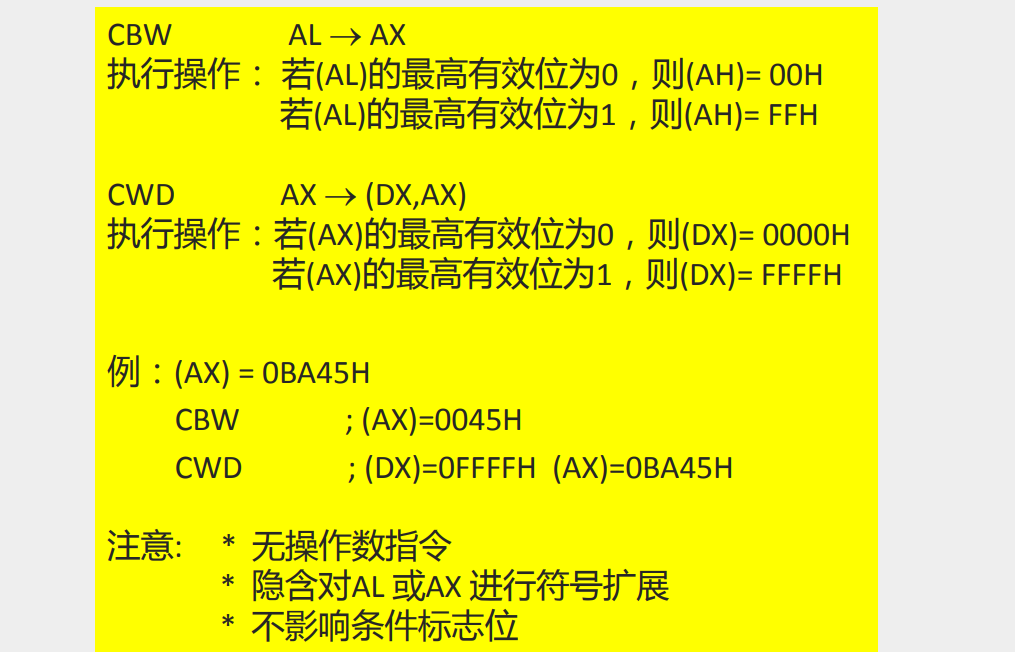 CBW AL → AX
执行操作： 若(AL)的最高有效位为0，则(AH)= 00H
若(AL)的最高有效位为1，则(AH)= FFH
CWD AX → (DX,AX)
执行操作：若(AX)的最高有效位为0，则(DX)= 0000H
若(AX)的最高有效位为1，则(DX)= FFFFH
例：(AX) = 0BA45H
CBW ; (AX)=0045H
CWD ; (DX)=0FFFFH (AX)=0BA45H
注意: * 无操作数指令
* 隐含对AL 或AX 进行符号扩展
* 不影响条件标志位